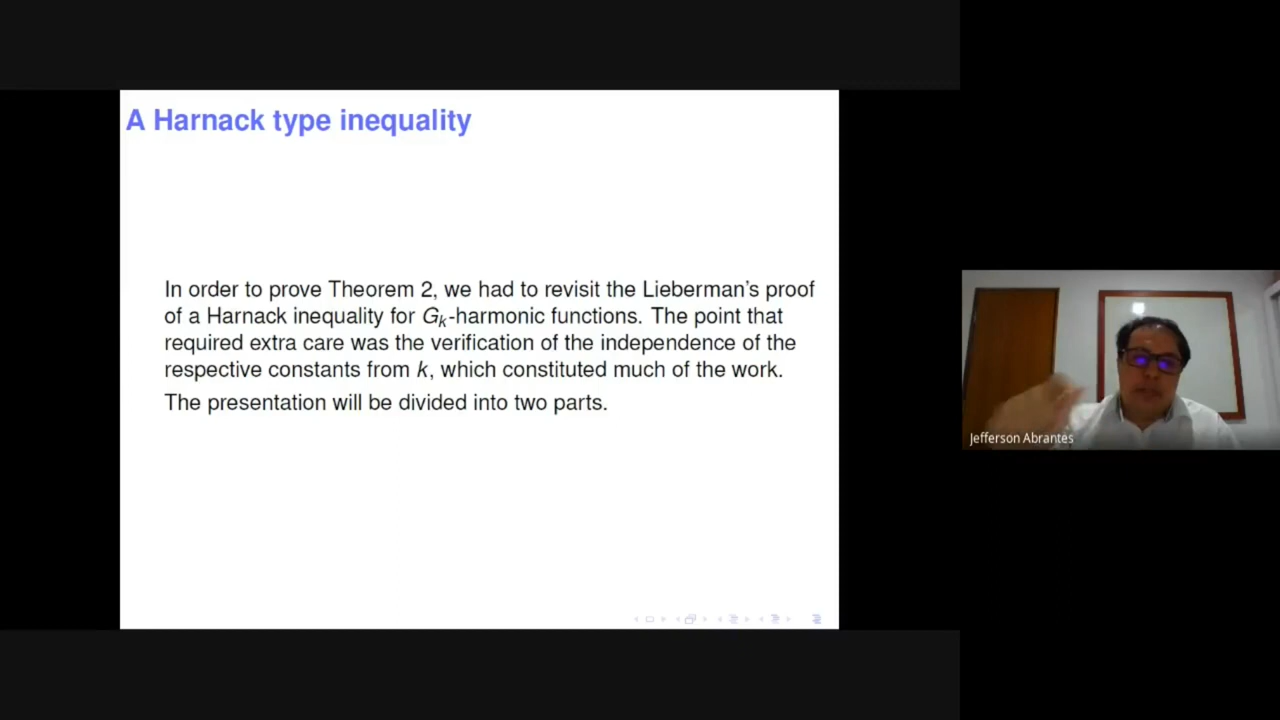 A Harnack type inequality
In order to prove Theorem 2, we had to revisit the Lieberman's proof
of a Harnack inequality for Gk-harmonic functions. The point that
required extra care was the verification of the independence of the
respective constants from k, which constituted much of the work.
The presentation will be divided into two parts.
Jefferson Abrantes